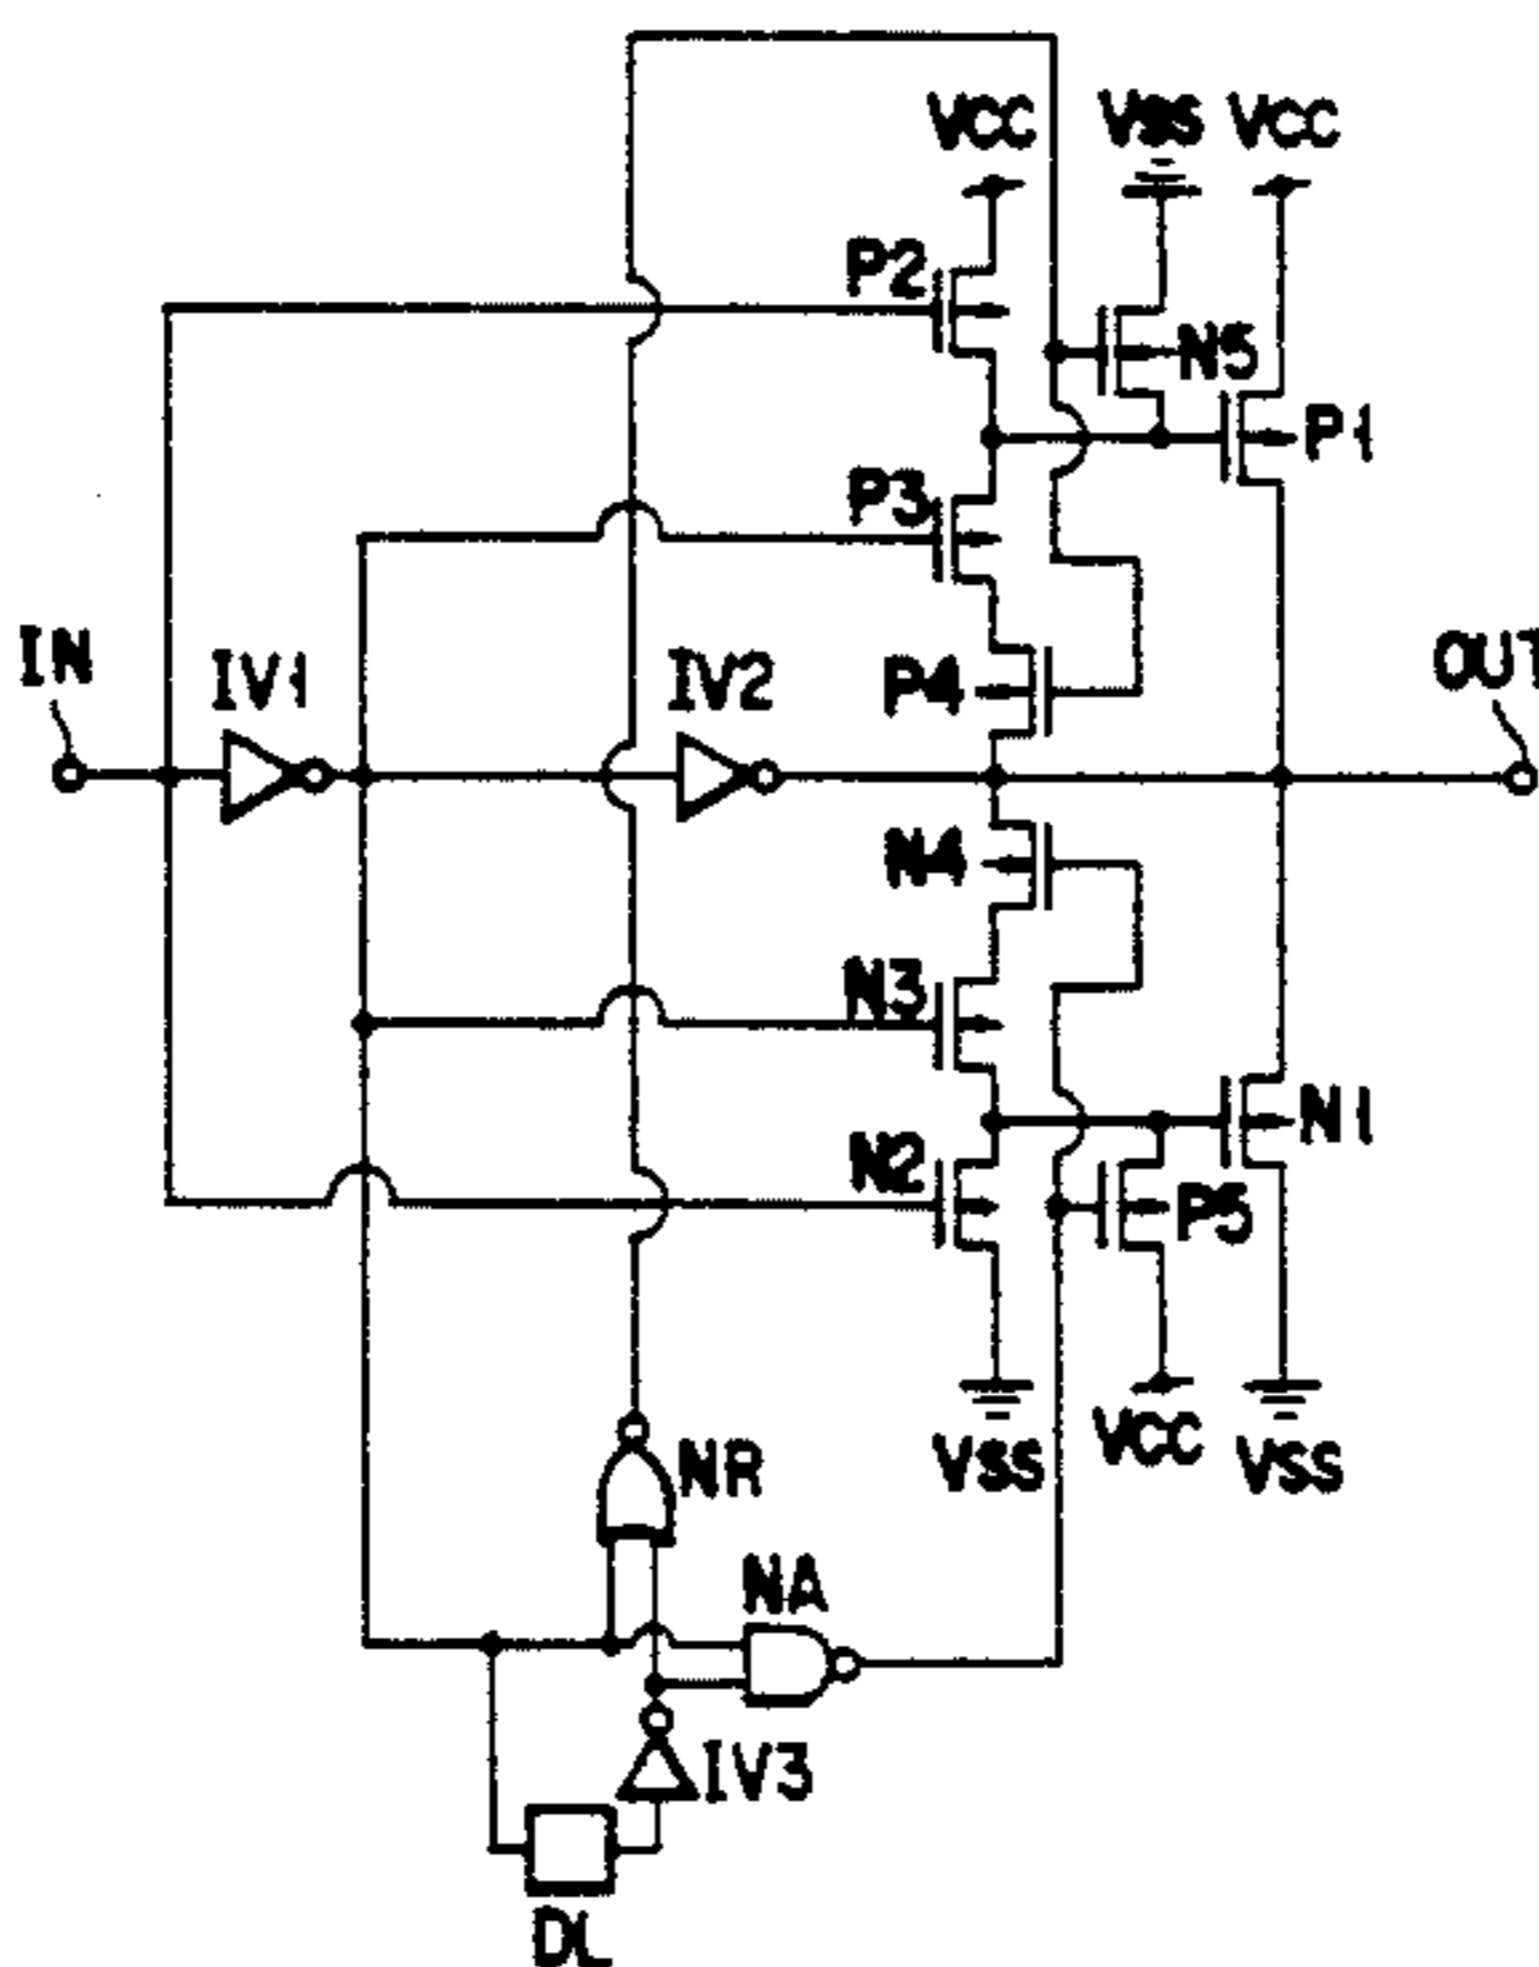 VCC VSS VCC
P2
N5
P1
P3
IN IV1 IV2 P4 OUT
N4
N3
N1
N2
P5
VSS VCC VSS
NR
NA
IV3
DL